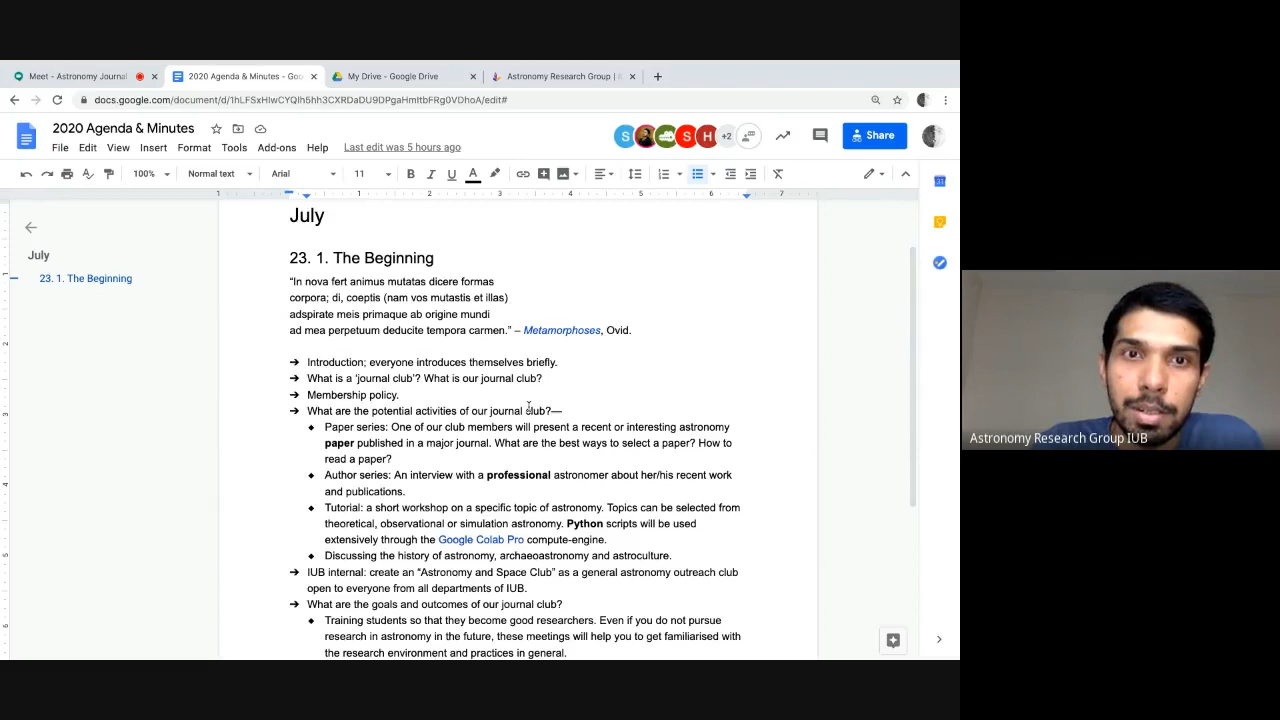 Meet - Astronomy Journal
2020 Agenda & Minutes - Goo
My Drive - Google Drive
Astronomy Research Group | I
docs.google.com/document/d/1hLFSxHIwCYQIh5hh3CXRDaDU9DPgaHmItbFRg0VDhoA/edit#
2020 Agenda & Minutes
File Edit View Insert Format Tools Add-ons Help Last edit was 5 hours ago
S S H +2
Share
100% Normal text Arial 11 B I U A
1 1 2 3 4 5 6 7
July
July
23. 1. The Beginning
23. 1. The Beginning
“In nova fert animus mutatas dicere formas
corpora; di, coeptis (nam vos mutastis et illas)
adspirate meis primaque ab origine mundi
ad mea perpetuum deducite tempora carmen.” – Metamorphoses, Ovid.
➔ Introduction; everyone introduces themselves briefly.
➔ What is a ‘journal club’? What is our journal club?
➔ Membership policy.
➔ What are the potential activities of our journal club?—
◆ Paper series: One of our club members will present a recent or interesting astronomy
paper published in a major journal. What are the best ways to select a paper? How to
read a paper?
◆ Author series: An interview with a professional astronomer about her/his recent work
and publications.
◆ Tutorial: a short workshop on a specific topic of astronomy. Topics can be selected from
theoretical, observational or simulation astronomy. Python scripts will be used
extensively through the Google Colab Pro compute-engine.
◆ Discussing the history of astronomy, archaeoastronomy and astroculture.
➔ IUB internal: create an “Astronomy and Space Club” as a general astronomy outreach club
open to everyone from all departments of IUB.
➔ What are the goals and outcomes of our journal club?
◆ Training students so that they become good researchers. Even if you do not pursue
research in astronomy in the future, these meetings will help you to get familiarised with
the research environment and practices in general.
Astronomy Research Group IUB